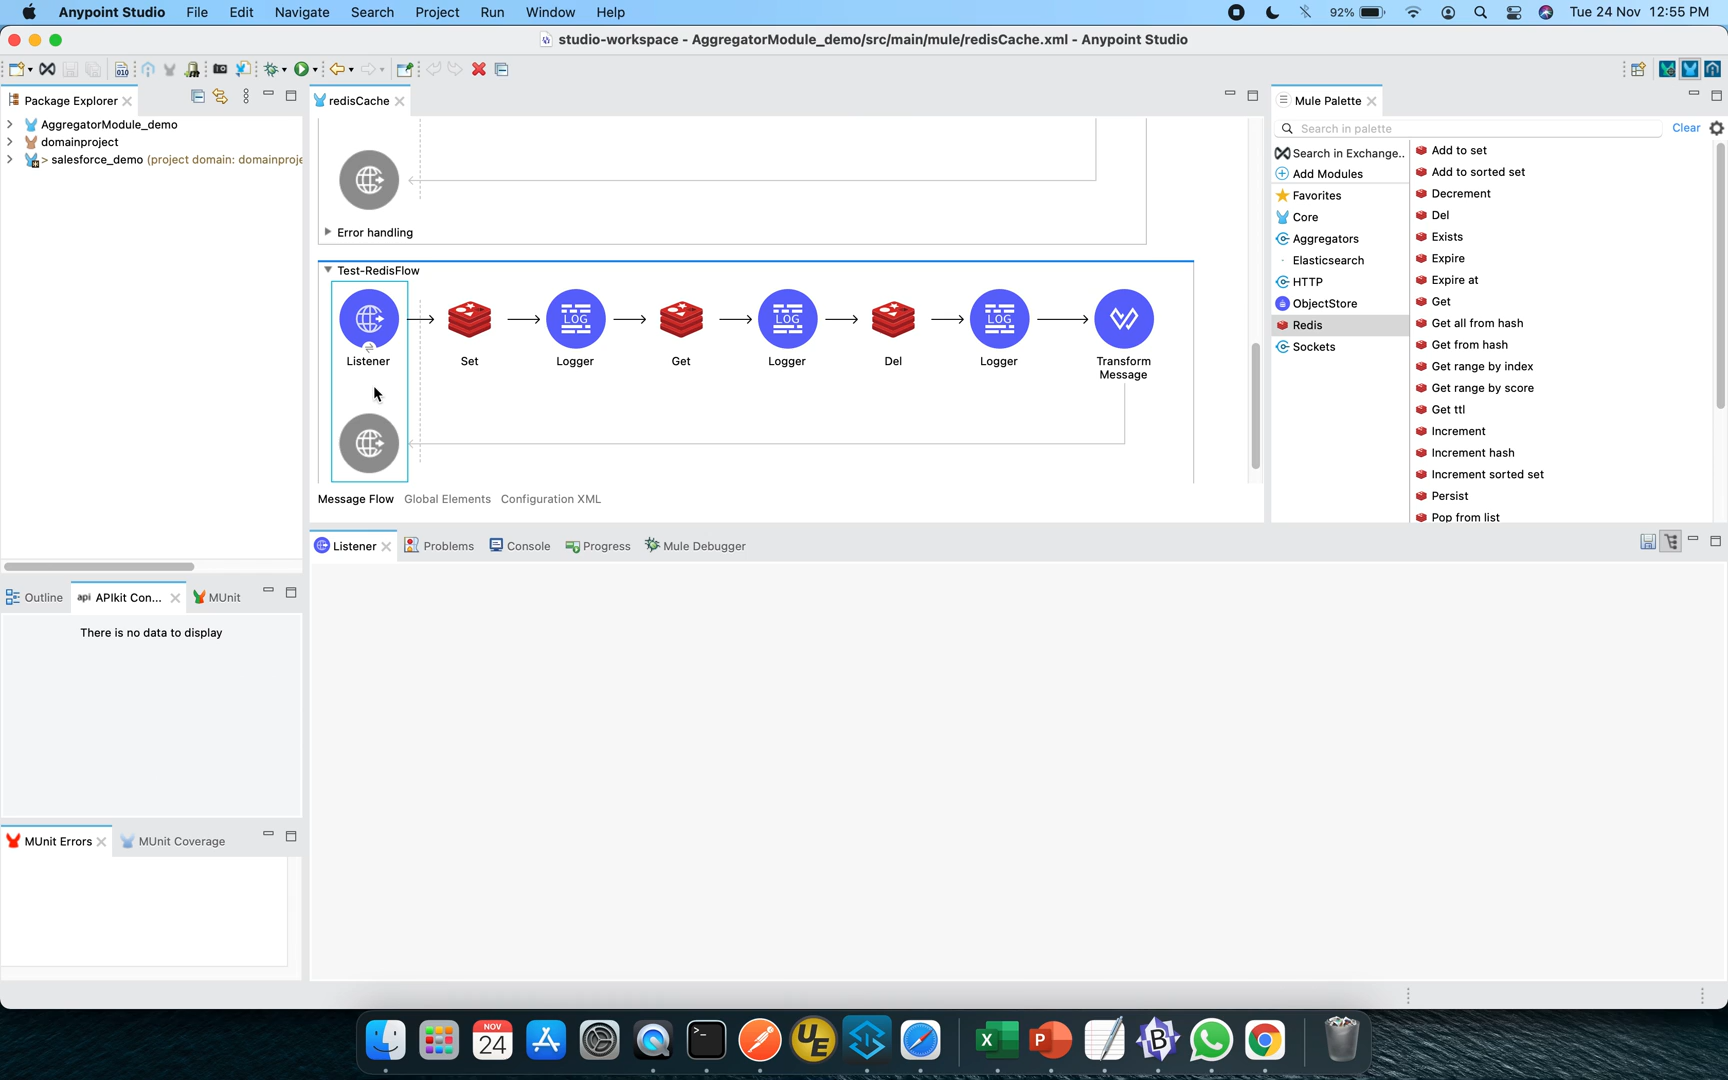 Anypoint Studio File Edit Navigate Search Project Run Window Help 92% Tue 24 Nov 12:55 PM
studio-workspace - AggregatorModule_demo/src/main/mule/redisCache.xml - Anypoint Studio
Package Explorer
AggregatorModule_demo
domainproject
> salesforce_demo (project domain: domainproje
redisCache
Error handling
Test-RedisFlow
LOG LOG LOG
Listener Set Logger Get Logger Del Logger Transform
Message
Message Flow Global Elements Configuration XML
Mule Palette
Search in palette Clear
Search in Exchange..
Add Modules
Favorites
Core
Aggregators
Elasticsearch
HTTP
ObjectStore
Redis
Sockets
Add to set
Add to sorted set
Decrement
Del
Exists
Expire
Expire at
Get
Get all from hash
Get from hash
Get range by index
Get range by score
Get ttl
Increment
Increment hash
Increment sorted set
Persist
Pop from list
Listener Problems Console Progress Mule Debugger
Outline api APIkit Con... MUnit
There is no data to display
MUnit Errors MUnit Coverage
NOV
24
UE
X
P
B